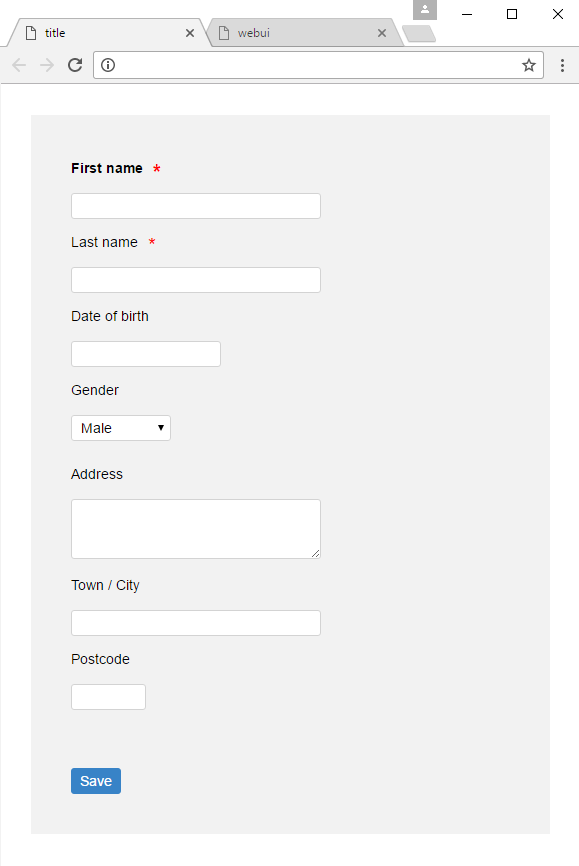 title
webui
First name *
Last name *
Date of birth
Gender
Male
Address
Town / City
Postcode
Save